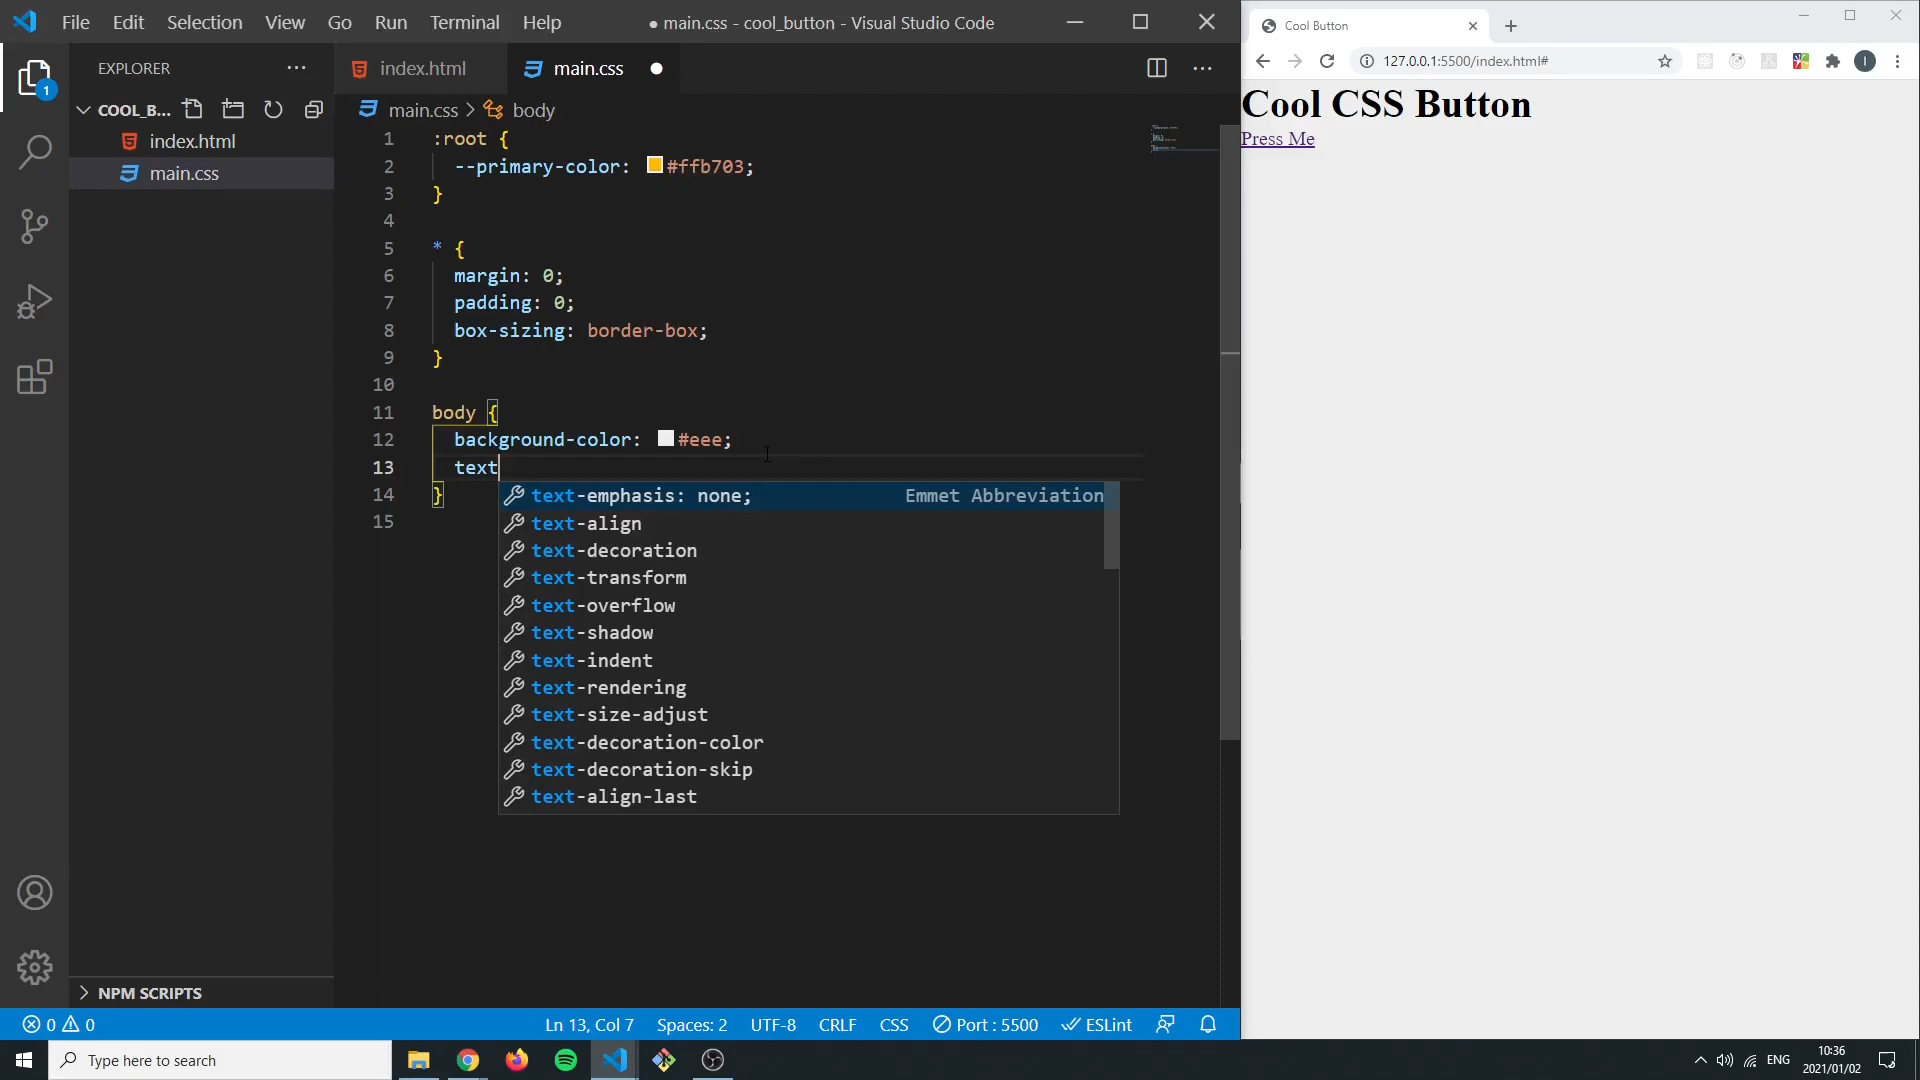 File Edit Selection View Go Run Terminal Help ● main.css - cool_button - Visual Studio Code
EXPLORER
COOL_B...
index.html
main.css
NPM SCRIPTS
1
index.html main.css
main.css > body
1 :root {
2 --primary-color: #ffb703;
3 }
4
5 * {
6 margin: 0;
7 padding: 0;
8 box-sizing: border-box;
9 }
10
11 body {
12 background-color: #eee;
13 text
14 }
15
text-emphasis: none; Emmet Abbreviation
text-align
text-decoration
text-transform
text-overflow
text-shadow
text-indent
text-rendering
text-size-adjust
text-decoration-color
text-decoration-skip
text-align-last
0 0 Ln 13, Col 7 Spaces: 2 UTF-8 CRLF CSS Port : 5500 ESLint
Cool Button
127.0.0.1:5500/index.html#
I
Cool CSS Button
Press Me
Type here to search
ENG
10:36
2021/01/02